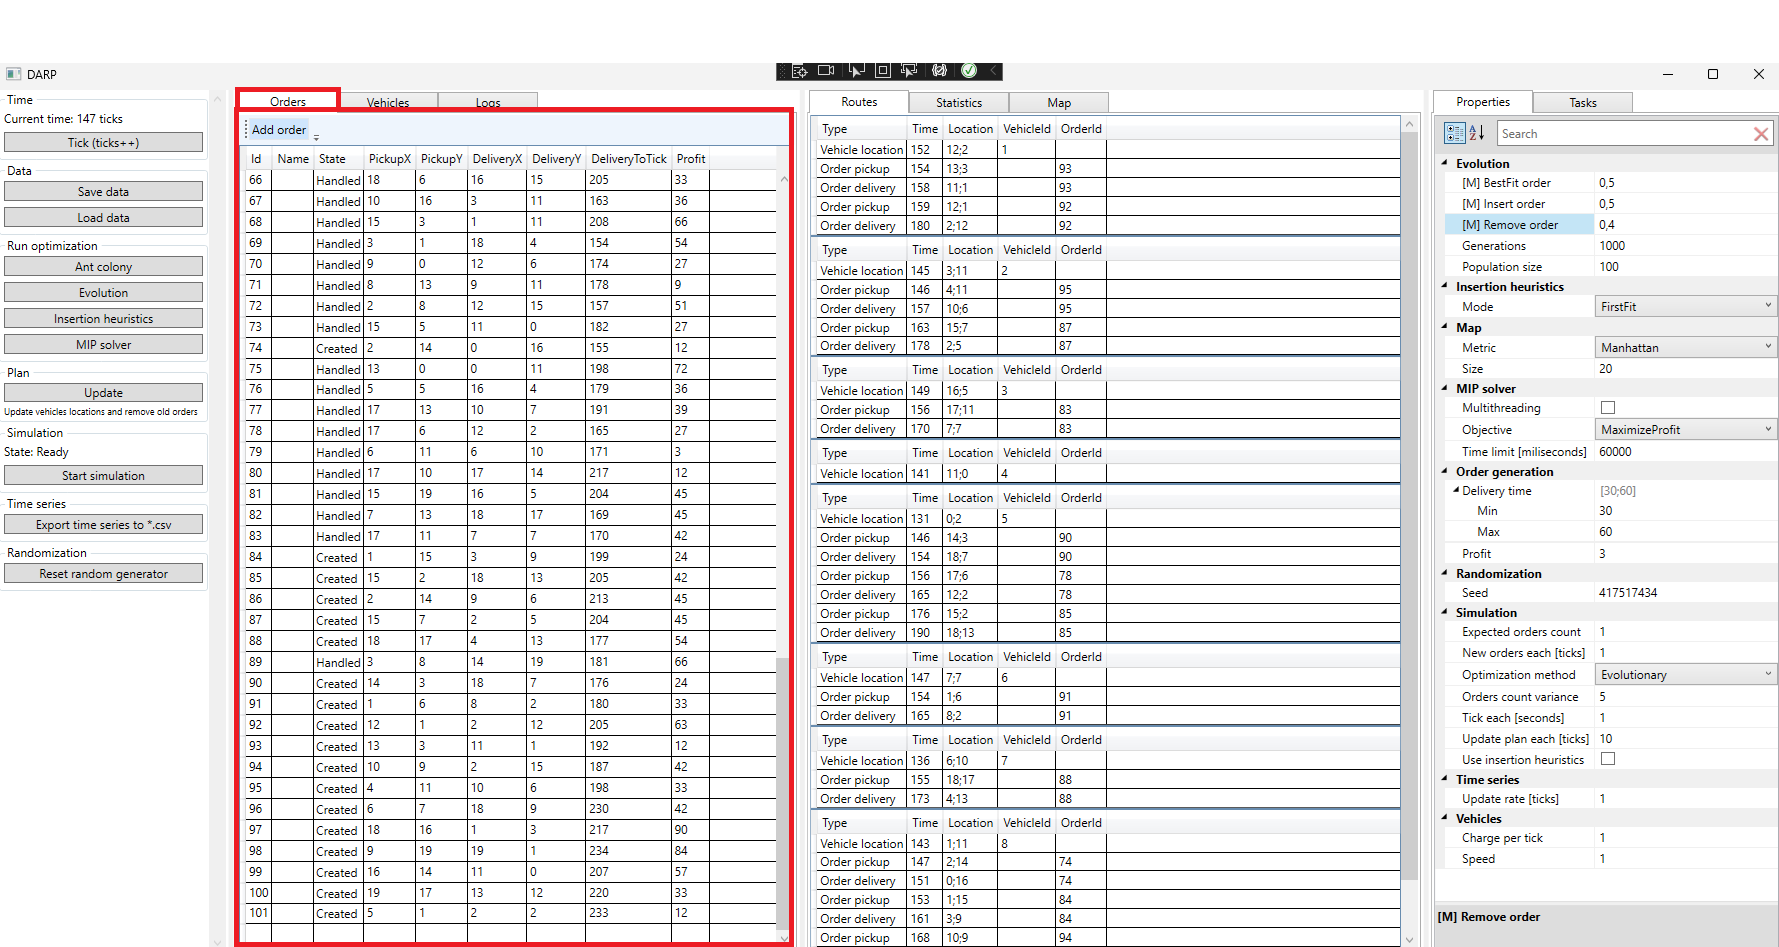 DARP
Time
Current time: 147 ticks
Tick (ticks++)
Data
Save data
Load data
Run optimization
Ant colony
Evolution
Insertion heuristics
MIP solver
Plan
Update
Update vehicles locations and remove old orders
Simulation
State: Ready
Start simulation
Time series
Export time series to *.csv
Randomization
Reset random generator
Orders Vehicles Logs
Add order
Id Name State PickupX PickupY DeliveryX DeliveryY DeliveryToTick Profit
66 Handled 18 6 16 15 205 33
67 Handled 10 16 3 11 163 36
68 Handled 15 3 1 11 208 66
69 Handled 3 1 18 4 154 54
70 Handled 9 0 12 6 174 27
71 Handled 8 13 9 11 178 9
72 Handled 2 8 12 15 157 51
73 Handled 15 5 11 0 182 27
74 Created 2 14 0 16 155 12
75 Handled 13 0 0 11 198 72
76 Handled 5 5 16 4 179 36
77 Handled 17 13 10 7 191 39
78 Handled 17 6 12 2 165 27
79 Handled 6 11 6 10 171 3
80 Handled 17 10 17 14 217 12
81 Handled 15 19 16 5 204 45
82 Handled 7 13 18 17 169 45
83 Handled 17 11 7 7 170 42
84 Created 1 15 3 9 199 24
85 Created 15 2 18 13 205 42
86 Created 2 14 9 6 213 45
87 Created 15 7 2 5 204 45
88 Created 18 17 4 13 177 54
89 Handled 3 8 14 19 181 66
90 Created 14 3 18 7 176 24
91 Created 1 6 8 2 180 33
92 Created 12 1 2 12 205 63
93 Created 13 3 11 1 192 12
94 Created 10 9 2 15 187 42
95 Created 4 11 10 6 198 33
96 Created 6 7 18 9 230 42
97 Created 18 16 1 3 217 90
98 Created 9 19 19 1 234 84
99 Created 16 14 11 0 207 57
100 Created 19 17 13 12 220 33
101 Created 5 1 2 2 233 12
Routes Statistics Map
Type Time Location VehicleId OrderId
Vehicle location 152 12;2 1
Order pickup 154 13;3 93
Order delivery 158 11;1 93
Order pickup 159 12;1 92
Order delivery 180 2;12 92
Type Time Location VehicleId OrderId
Vehicle location 145 3;11 2
Order pickup 146 4;11 95
Order delivery 157 10;6 95
Order pickup 163 15;7 87
Order delivery 178 2;5 87
Type Time Location VehicleId OrderId
Vehicle location 149 16;5 3
Order pickup 156 17;11 83
Order delivery 170 7;7 83
Type Time Location VehicleId OrderId
Vehicle location 141 11;0 4
Type Time Location VehicleId OrderId
Vehicle location 131 0;2 5
Order pickup 146 14;3 90
Order delivery 154 18;7 90
Order pickup 156 17;6 78
Order delivery 165 12;2 78
Order pickup 176 15;2 85
Order delivery 190 18;13 85
Type Time Location VehicleId OrderId
Vehicle location 147 7;7 6
Order pickup 154 1;6 91
Order delivery 165 8;2 91
Type Time Location VehicleId OrderId
Vehicle location 136 6;10 7
Order pickup 155 18;17 88
Order delivery 173 4;13 88
Type Time Location VehicleId OrderId
Vehicle location 143 1;11 8
Order pickup 147 2;14 74
Order delivery 151 0;16 74
Order pickup 153 1;15 84
Order delivery 161 3;9 84
Order pickup 168 10;9 94
Properties Tasks
Search
Evolution
[M] BestFit order 0,5
[M] Insert order 0,5
[M] Remove order 0,4
Generations 1000
Population size 100
Insertion heuristics
Mode FirstFit
Map
Metric Manhattan
Size 20
MIP solver
Multithreading
Objective MaximizeProfit
Time limit [miliseconds] 60000
Order generation
Delivery time [30;60]
Min 30
Max 60
Profit 3
Randomization
Seed 417517434
Simulation
Expected orders count 1
New orders each [ticks] 1
Optimization method Evolutionary
Orders count variance 5
Tick each [seconds] 1
Update plan each [ticks] 10
Use insertion heuristics
Time series
Update rate [ticks] 1
Vehicles
Charge per tick 1
Speed 1
[M] Remove order